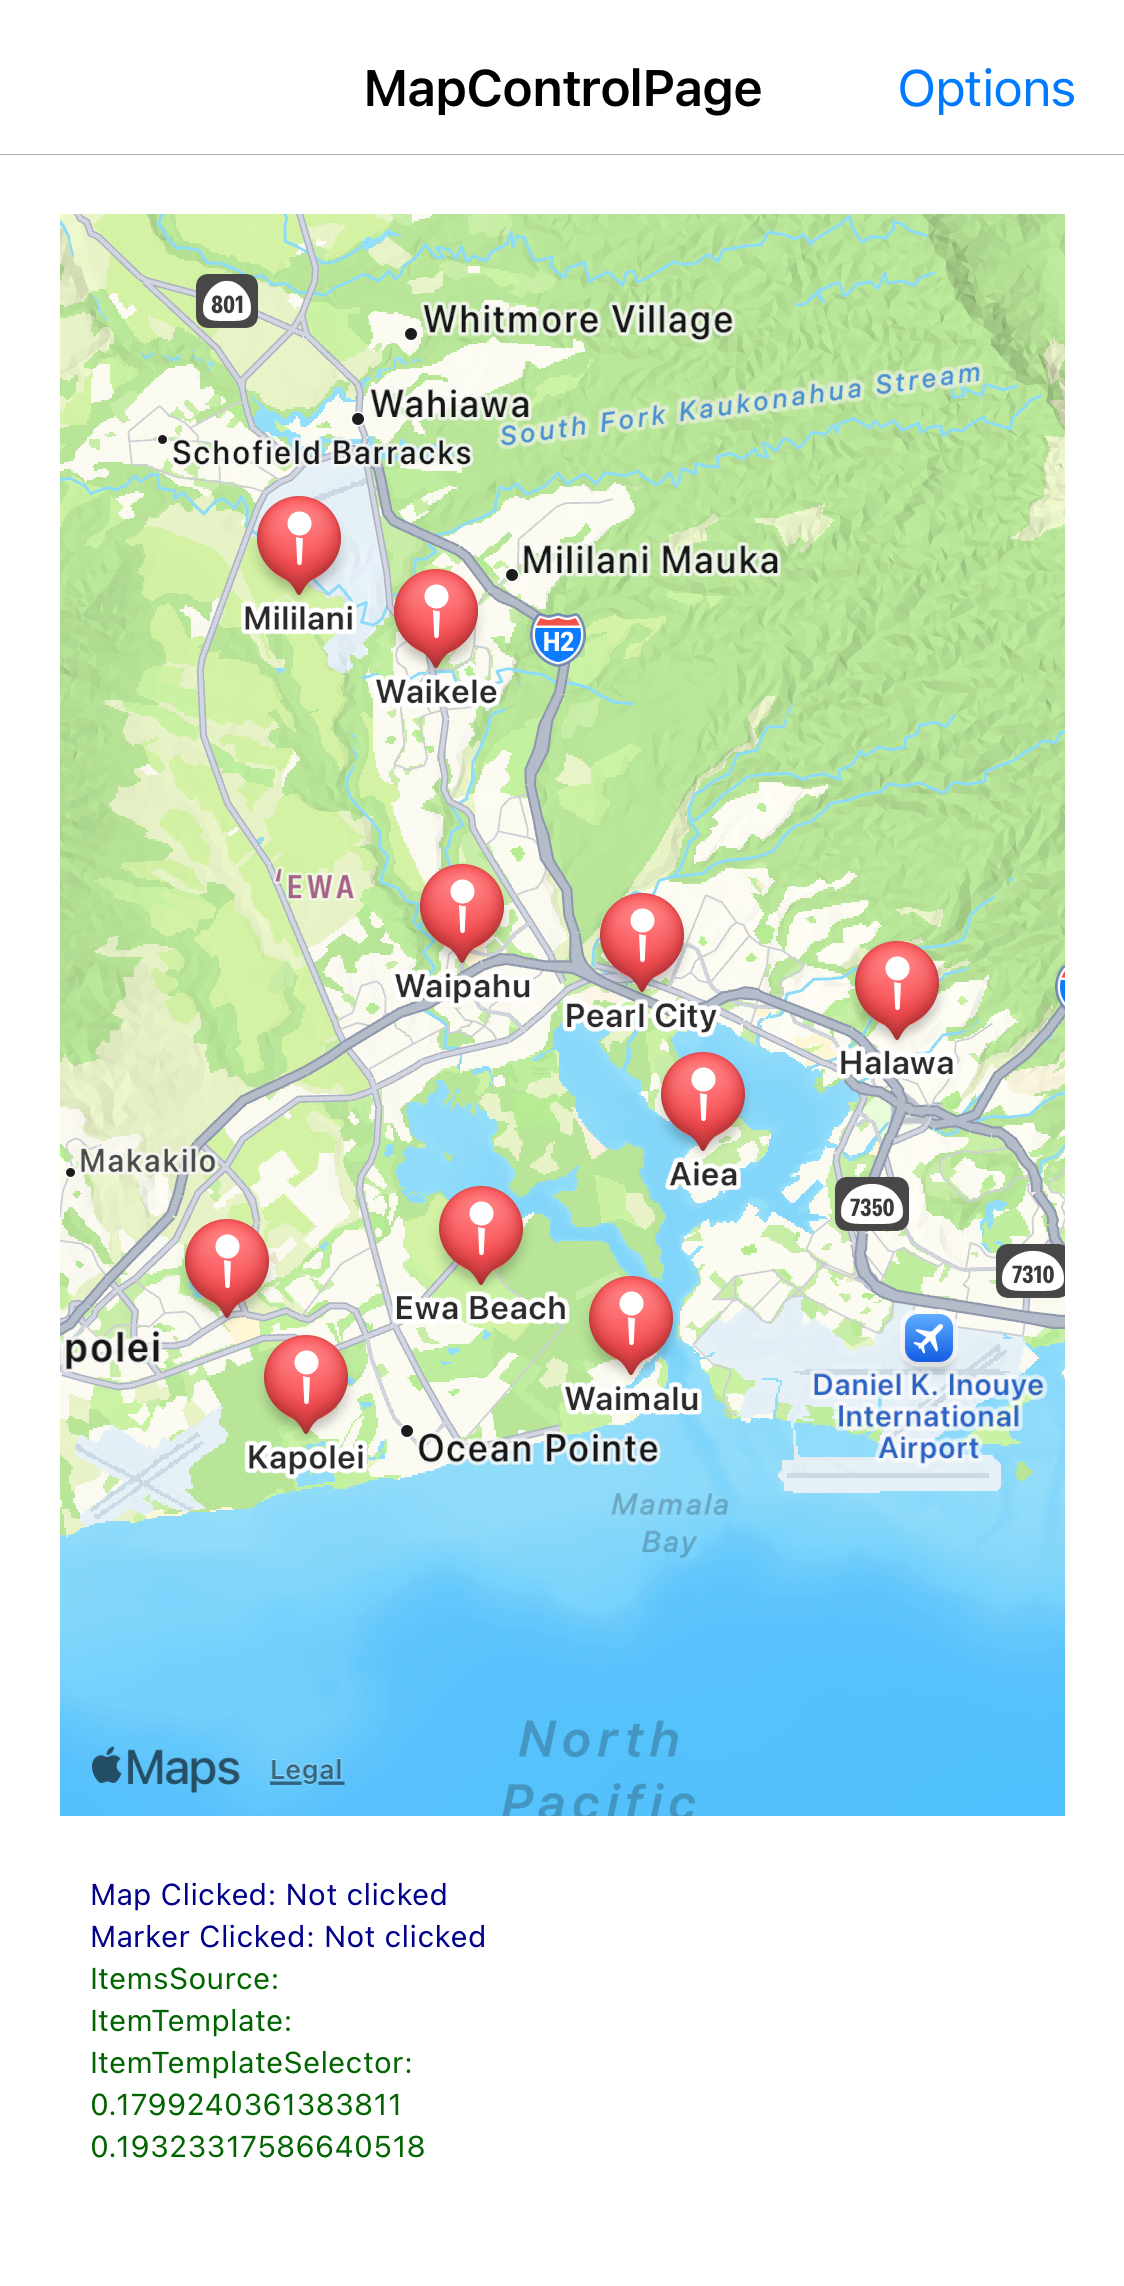 MapControlPage
Options
801
Whitmore Village
Wahiawa
South Fork Kaukonahua Stream
Schofield Barracks
Mililani Mauka
Mililani
H2
Waikele
ʻEWA
Waipahu
Pearl City
Halawa
Aiea
Makakilo
7350
7310
Ewa Beach
polei
Waimalu
Daniel K. Inouye
International
Airport
Kapolei
Ocean Pointe
Mamala
Bay
North
Pacific
Maps
Legal
Map Clicked: Not clicked
Marker Clicked: Not clicked
ItemsSource:
ItemTemplate:
ItemTemplateSelector:
0.1799240361383811
0.19323317586640518